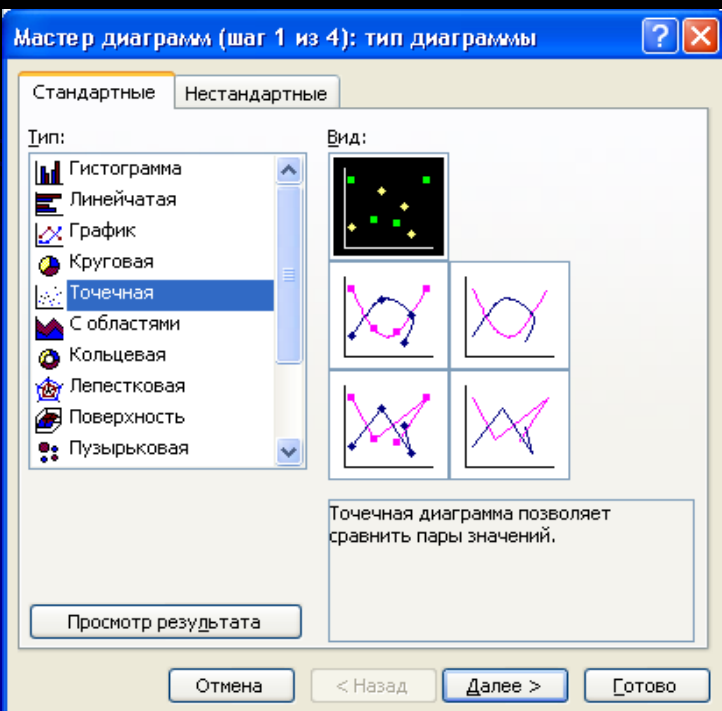 Мастер диаграмм (шаг 1 из 4): тип диаграммы
Стандартные
Нестандартные
Тип:
Гистограмма
Линейчатая
График
Круговая
Точечная
С областями
Кольцевая
Лепестковая
Поверхность
Пузырьковая
Вид:
Точечная диаграмма позволяет
сравнить пары значений.
Просмотр результата
Отмена
< Назад
Далее >
Готово